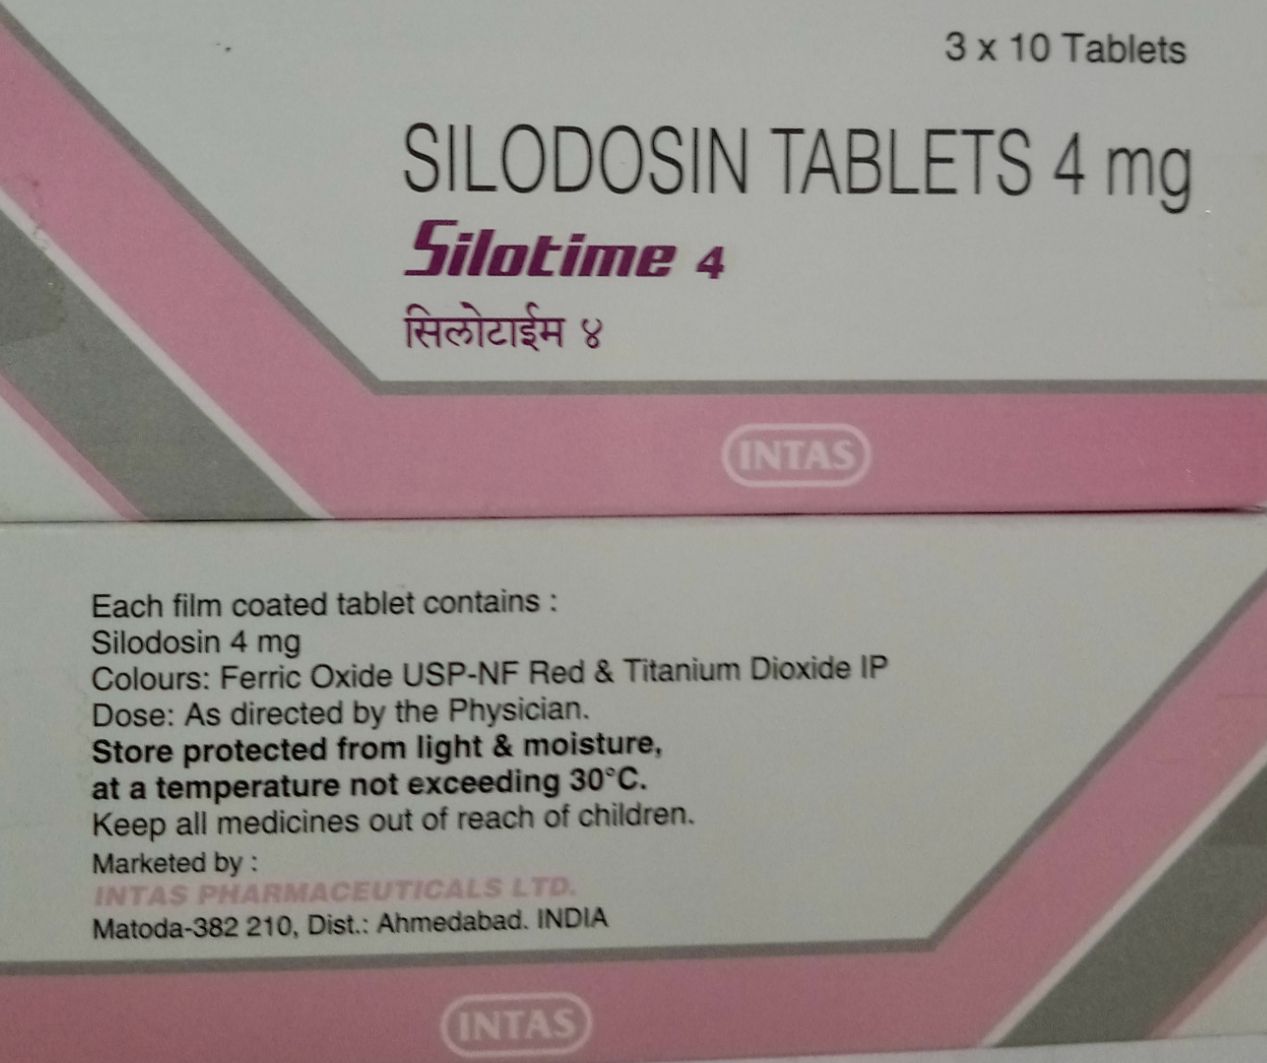 3 x 10 Tablets
SILODOSIN TABLETS 4 mg
Silotime 4
सिलोटाईम ४
INTAS
Each film coated tablet contains :
Silodosin 4 mg
Colours: Ferric Oxide USP-NF Red & Titanium Dioxide IP
Dose: As directed by the Physician.
Store protected from light & moisture,
at a temperature not exceeding 30°C.
Keep all medicines out of reach of children.
Marketed by :
INTAS PHARMACEUTICALS LTD.
Matoda-382 210, Dist.: Ahmedabad. INDIA
INTAS